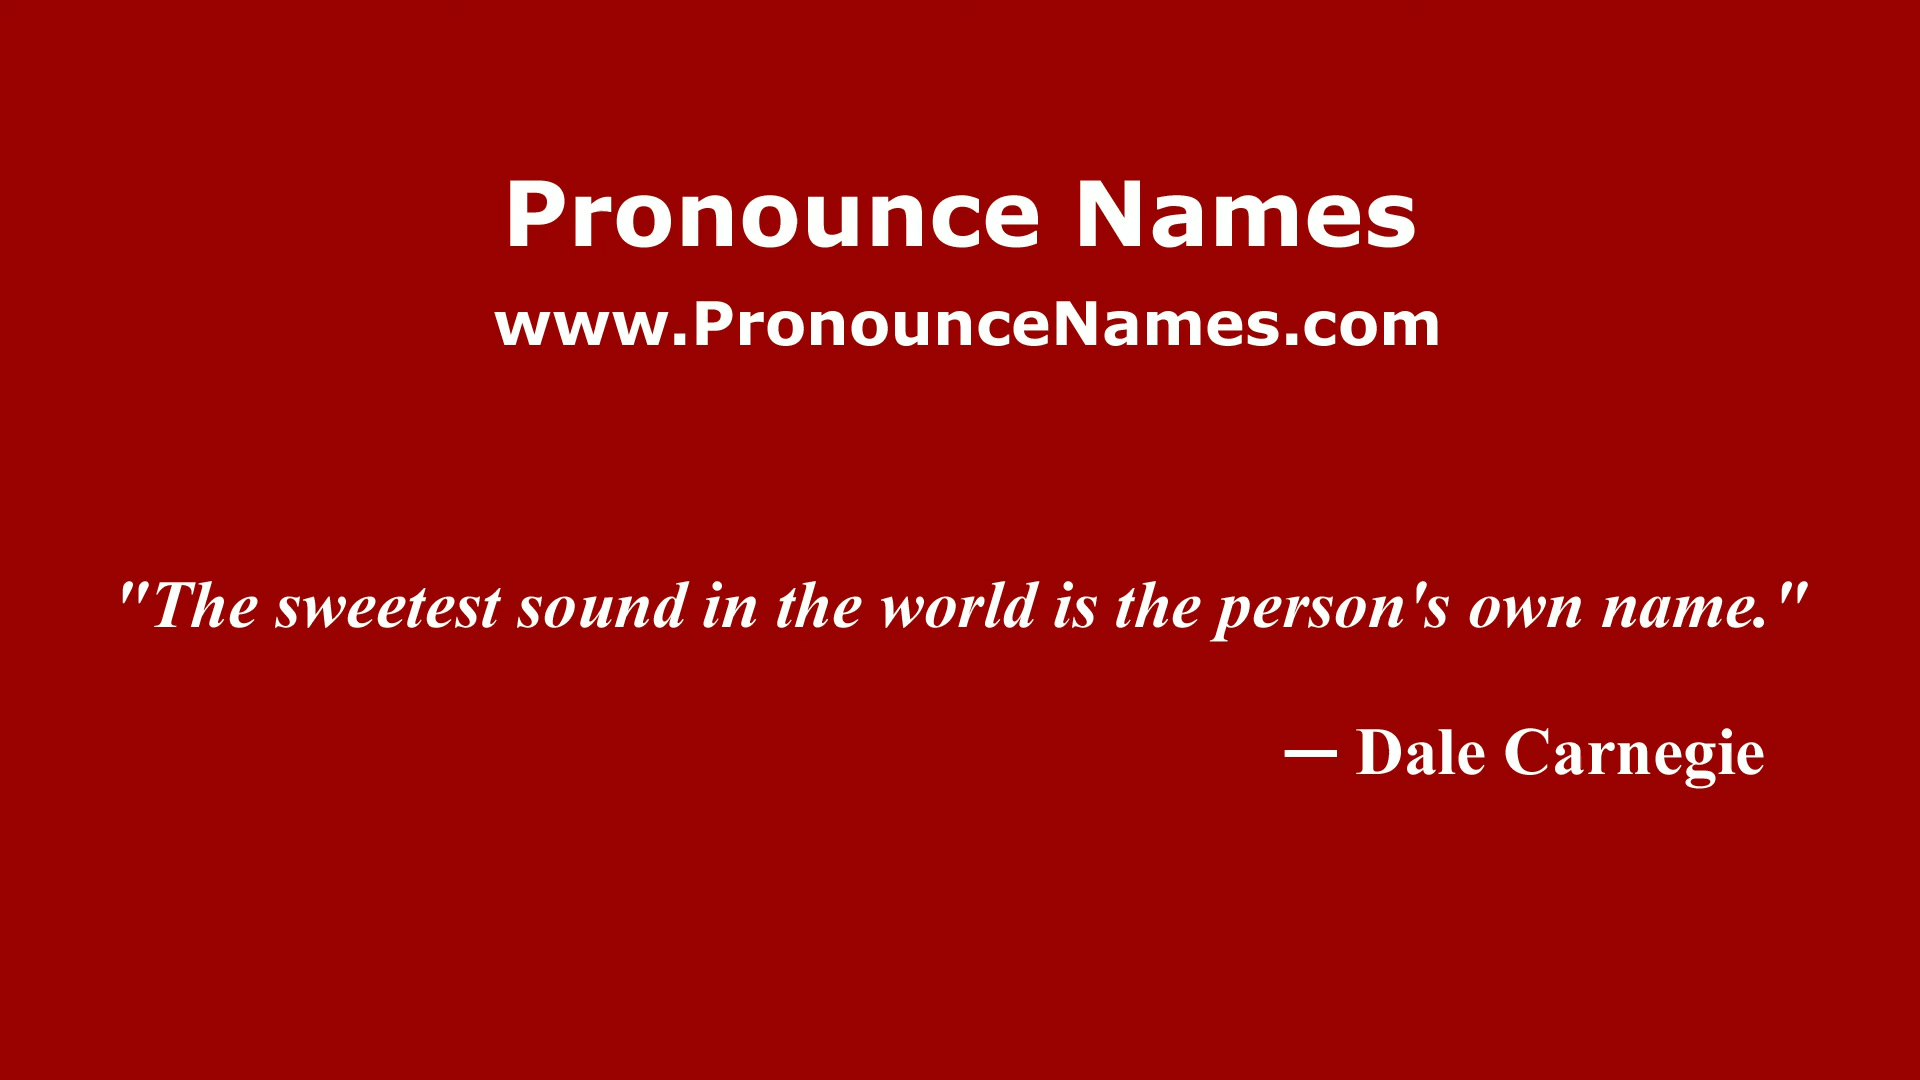 Pronounce Names
www.PronounceNames.com
"The sweetest sound in the world is the person's own name."
— Dale Carnegie